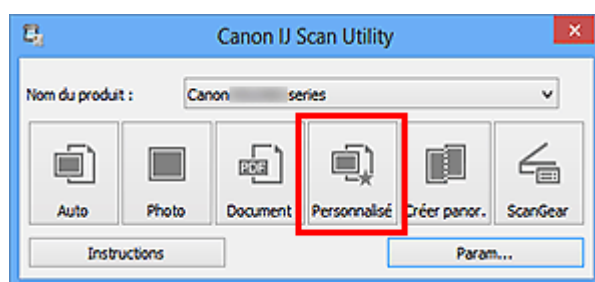 Canon IJ Scan Utility
Nom du produit : Canon series
Auto Photo Document Personnalisé Créer panor. ScanGear
Instructions Param...